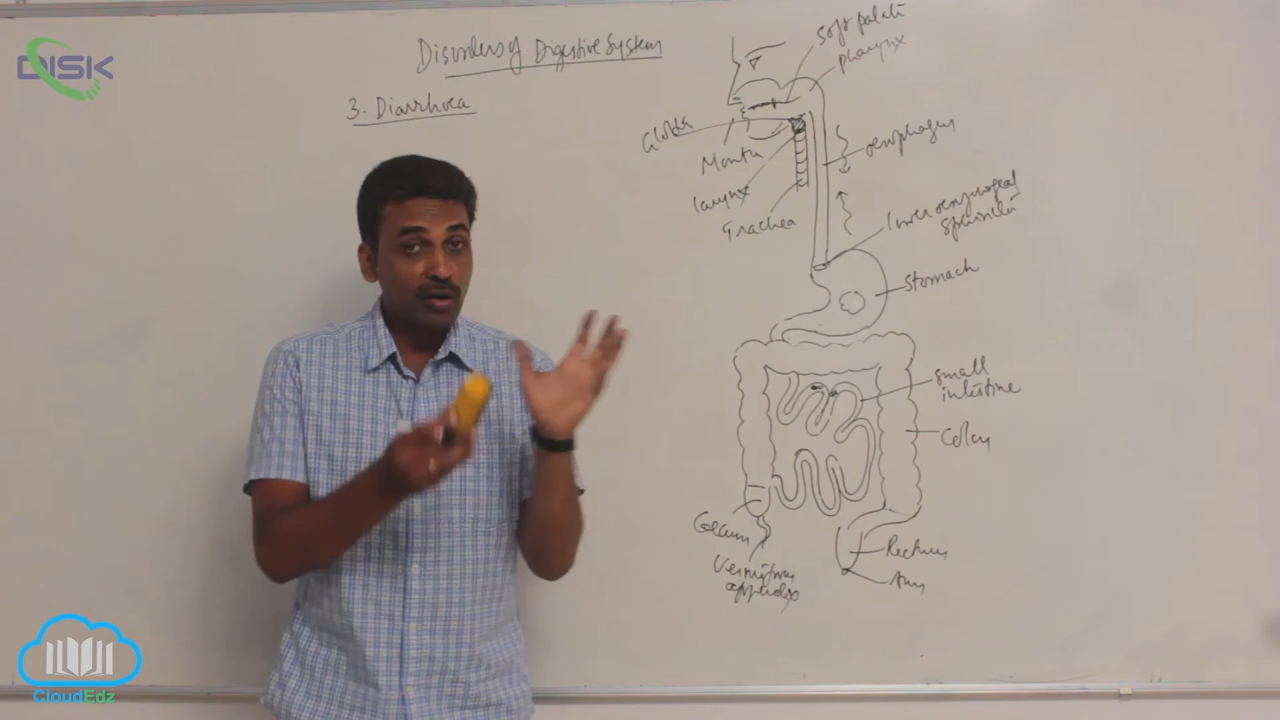 DISK
Disorders of Digestive System
3. Diarrhoea
Soft palate
pharynx
Glottis
Mouth
oesophagus
larynx
Trachea
lower oesophageal
sphincter
Stomach
small
intestine
Colon
Caecum
Vermiform
appendix
Rectum
Anus
CloudEdz